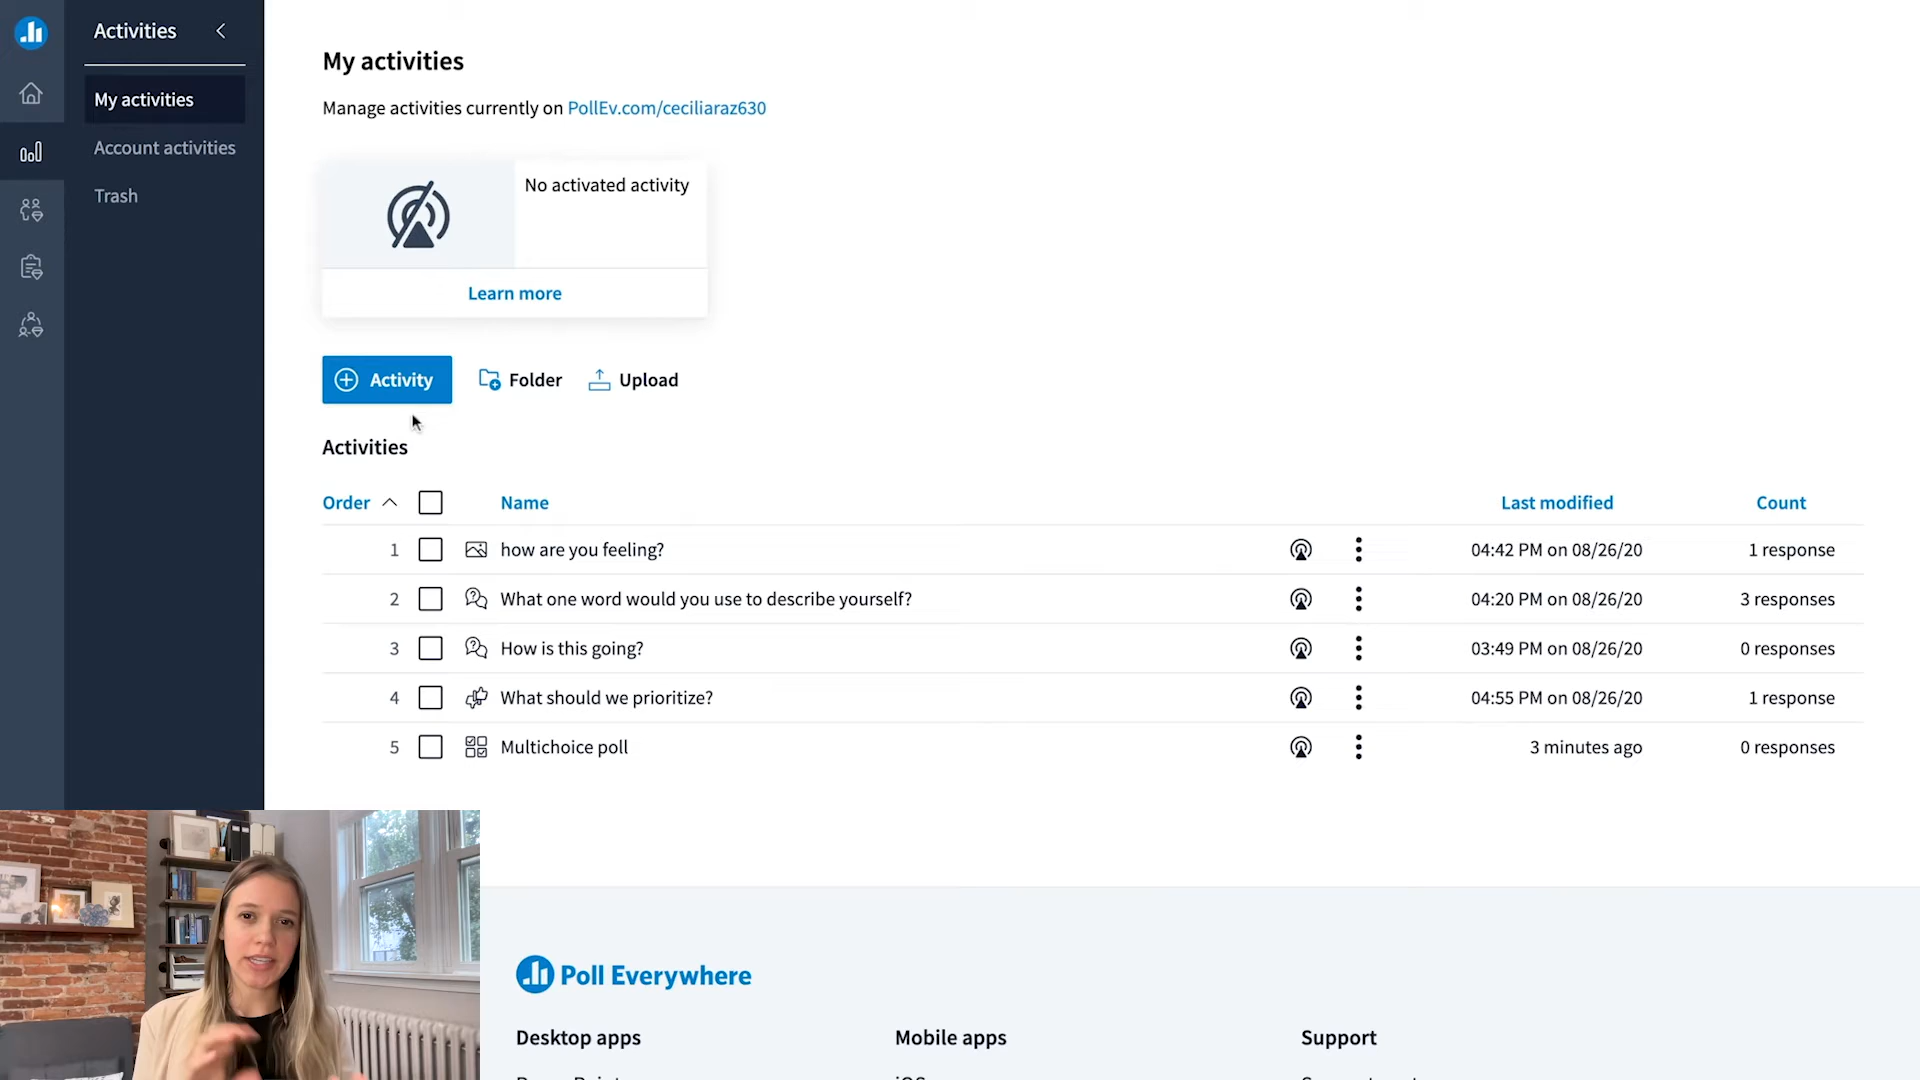 Activities
My activities
Account activities
Trash
My activities
Manage activities currently on PollEv.com/ceciliaraz630
No activated activity
Learn more
Activity
Folder
Upload
Activities
Order Name Last modified Count
1 how are you feeling? 04:42 PM on 08/26/20 1 response
2 What one word would you use to describe yourself? 04:20 PM on 08/26/20 3 responses
3 How is this going? 03:49 PM on 08/26/20 0 responses
4 What should we prioritize? 04:55 PM on 08/26/20 1 response
5 Multichoice poll 3 minutes ago 0 responses
Poll Everywhere
Desktop apps Mobile apps Support